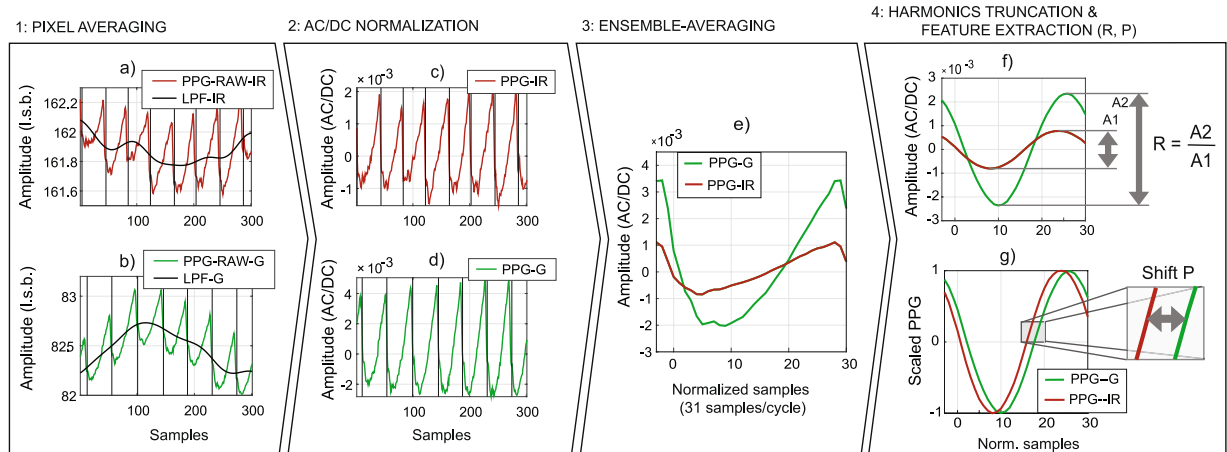 1: PIXEL AVERAGING
a)
PPG-RAW-IR
LPF-IR
Amplitude (l.s.b.)
162.2
162
161.8
161.6
100
200
300
b)
PPG-RAW-G
LPF-G
Amplitude (l.s.b.)
83
825
82
100
200
300
Samples
2: AC/DC NORMALIZATION
× 10⁻³
c)
PPG-IR
Amplitude (AC/DC)
2
1
0
-1
100
200
300
× 10⁻³
d)
PPG-G
Amplitude (AC/DC)
4
2
0
-2
100
200
300
Samples
3: ENSEMBLE-AVERAGING
e)
× 10⁻³
PPG-G
PPG-IR
Amplitude (AC/DC)
4
3
2
1
0
-1
-2
-3
0
10
20
30
Normalized samples
(31 samples/cycle)
4: HARMONICS TRUNCATION &
FEATURE EXTRACTION (R, P)
× 10⁻³
f)
Amplitude (AC/DC)
3
2
1
0
-1
-2
-3
0
10
20
30
A2
A1
R = A2
A1
g)
Scaled PPG
1
0
-1
0
10
20
30
Norm. samples
PPG--G
PPG--IR
Shift P